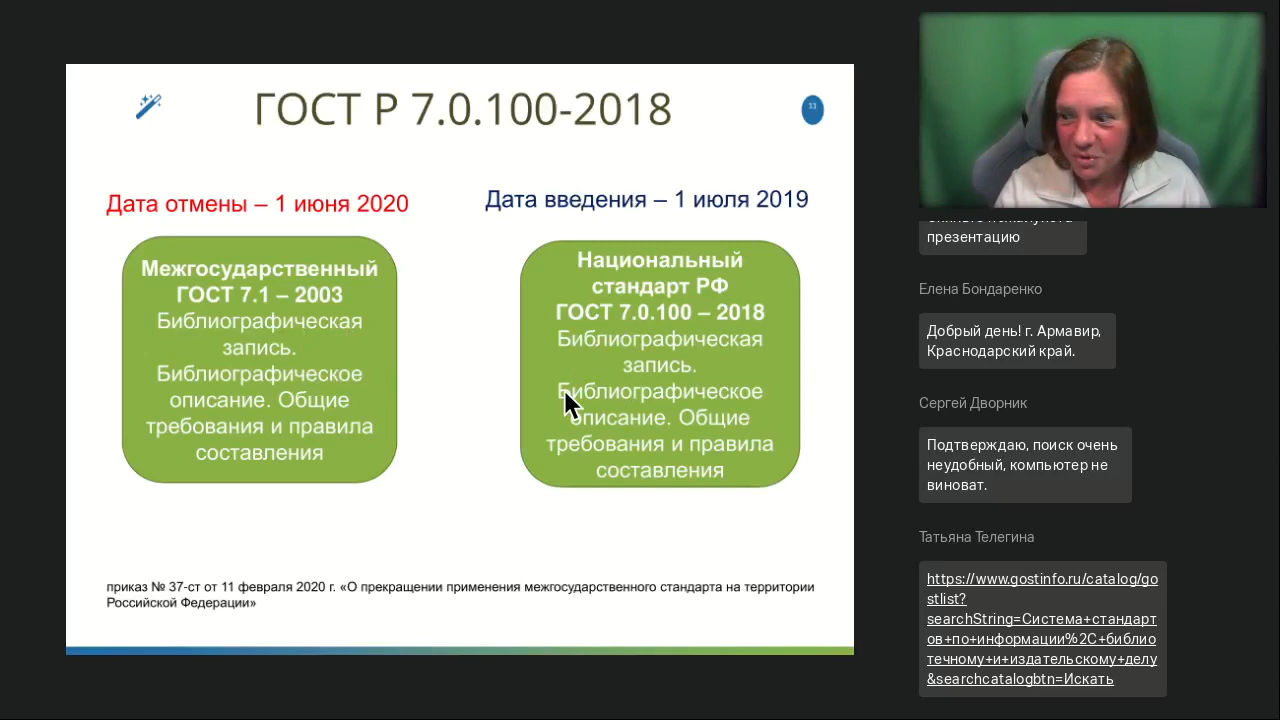 ГОСТ Р 7.0.100-2018
11
Дата отмены – 1 июня 2020
Межгосударственный
ГОСТ 7.1 – 2003
Библиографическая
запись.
Библиографическое
описание. Общие
требования и правила
составления
Дата введения – 1 июля 2019
Национальный
стандарт РФ
ГОСТ 7.0.100 – 2018
Библиографическая
запись.
Библиографическое
описание. Общие
требования и правила
составления
приказ № 37-ст от 11 февраля 2020 г. «О прекращении применения межгосударственного стандарта на территории
Российской Федерации»
презентацию
Елена Бондаренко
Добрый день! г. Армавир,
Краснодарский край.
Сергей Дворник
Подтверждаю, поиск очень
неудобный, компьютер не
виноват.
Татьяна Телегина
https://www.gostinfo.ru/catalog/go
stlist?
searchString=Система+стандарт
ов+по+информации%2C+библио
течному+и+издательскому+делу
&searchcatalogbtn=Искать